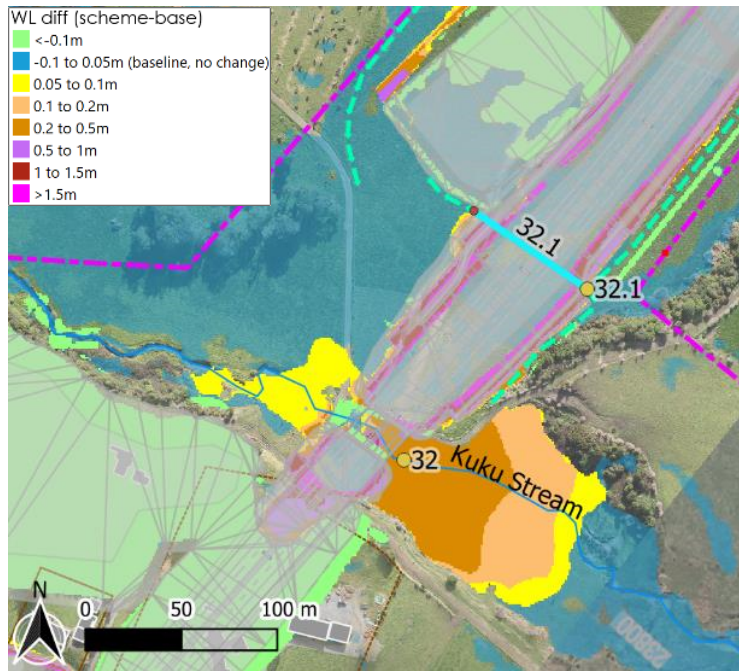 WL diff (scheme-base)
<-0.1m
-0.1 to 0.05m (baseline, no change)
0.05 to 0.1m
0.1 to 0.2m
0.2 to 0.5m
0.5 to 1m
1 to 1.5m
>1.5m
32.1
32.1
32
Kuku Stream
N
0 50 100 m